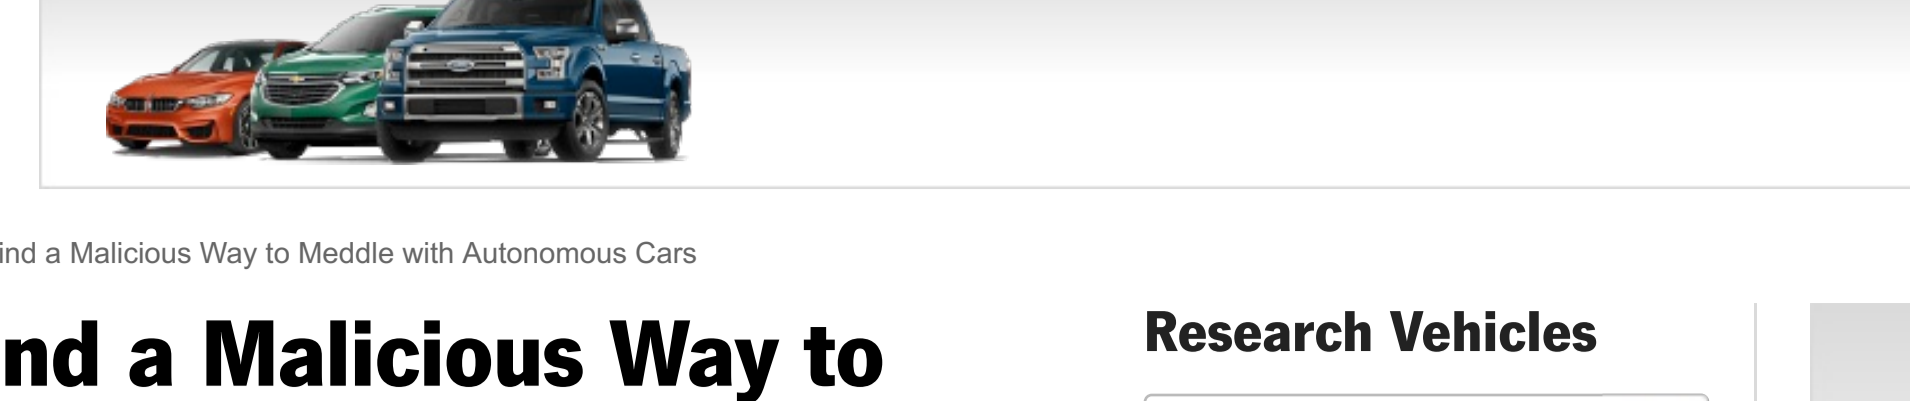 ind a Malicious Way to Meddle with Autonomous Cars
nd a Malicious Way to
Research Vehicles